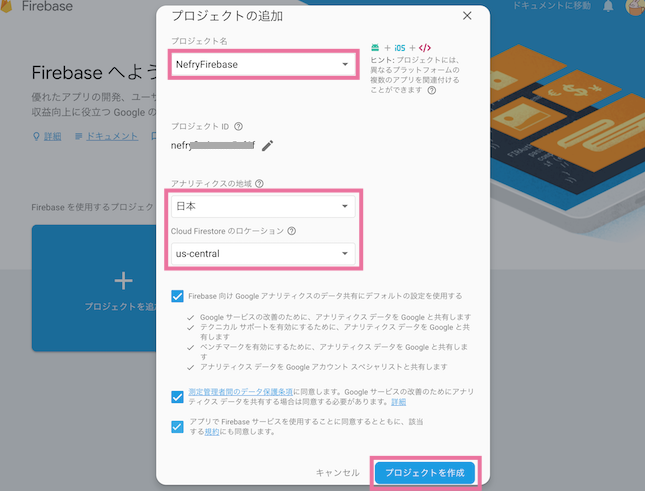 Firebase
ドキュメントに移動
プロジェクトの追加
プロジェクト名
NefryFirebase
+ iOS + </>
ヒント: プロジェクトには、
異なるプラットフォームの
複数のアプリを関連付ける
ことができます
Firebase へよう
優れたアプリの開発、ユーザ
収益向上に役立つ Google の
詳細
ドキュメント
プロジェクト ID
nefry
アナリティクスの地域
日本
Cloud Firestore のロケーション
us-central
Firebase を使用するプロジェク
プロジェクトを追加
Firebase 向け Google アナリティクスのデータ共有にデフォルトの設定を使用する
Google サービスの改善のために、アナリティクス データを Google と共有します
テクニカル サポートを有効にするために、アナリティクス データを Google と共
有します
ベンチマークを有効にするために、アナリティクス データを Google と共有しま
す
アナリティクス データを Google アカウント スペシャリストと共有します
測定管理者間のデータ保護条項に同意します。Google サービスの改善のためにアナリ
ティクス データを共有する場合は同意する必要があります。詳細
アプリで Firebase サービスを使用することに同意するとともに、該当
する規約にも同意します。
キャンセル
プロジェクトを作成